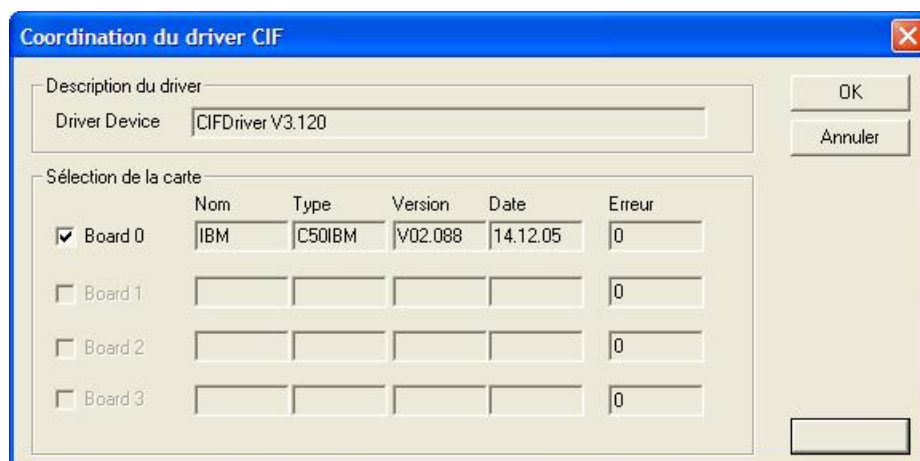 Coordination du driver CIF
Description du driver
OK
Driver Device CIFDriver V3.120
Annuler
Sélection de la carte
Nom Type Version Date Erreur
Board 0 IBM C50IBM V02.088 14.12.05 0
Board 1 0
Board 2 0
Board 3 0